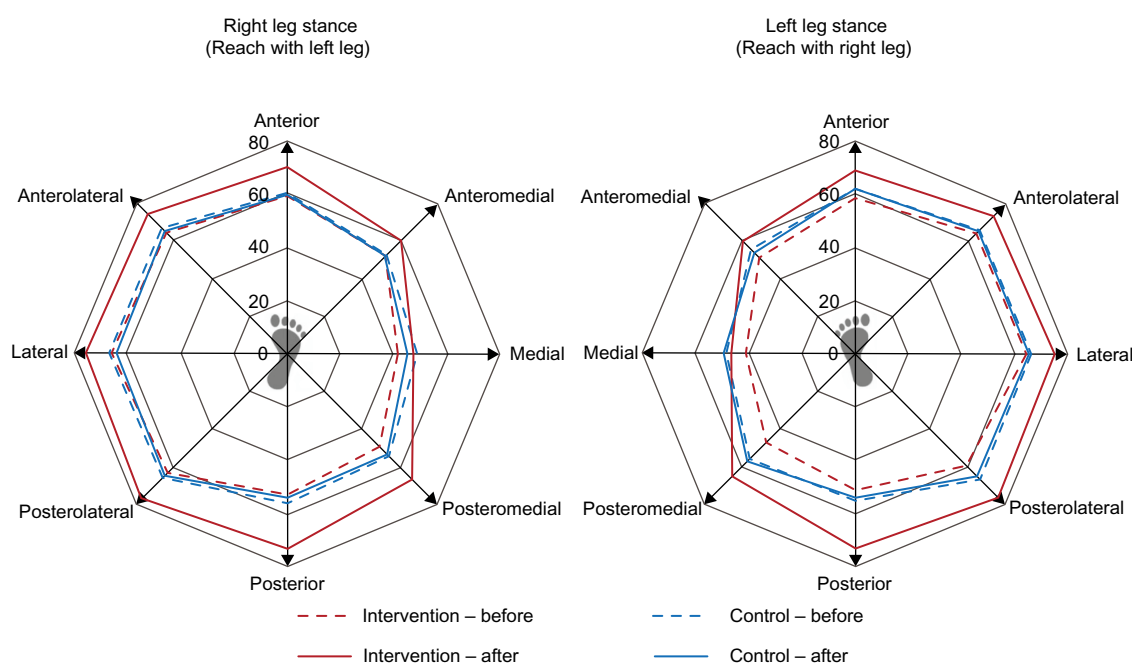 Right leg stance
(Reach with left leg)
Left leg stance
(Reach with right leg)
Anterior
80
Anterolateral
Anteromedial
60
40
20
Lateral
0
Medial
Posterolateral
Posteromedial
Posterior
Anterior
80
Anteromedial
Anterolateral
60
40
20
Medial
0
Lateral
Posteromedial
Posterolateral
Posterior
Intervention – before
Control – before
Intervention – after
Control – after